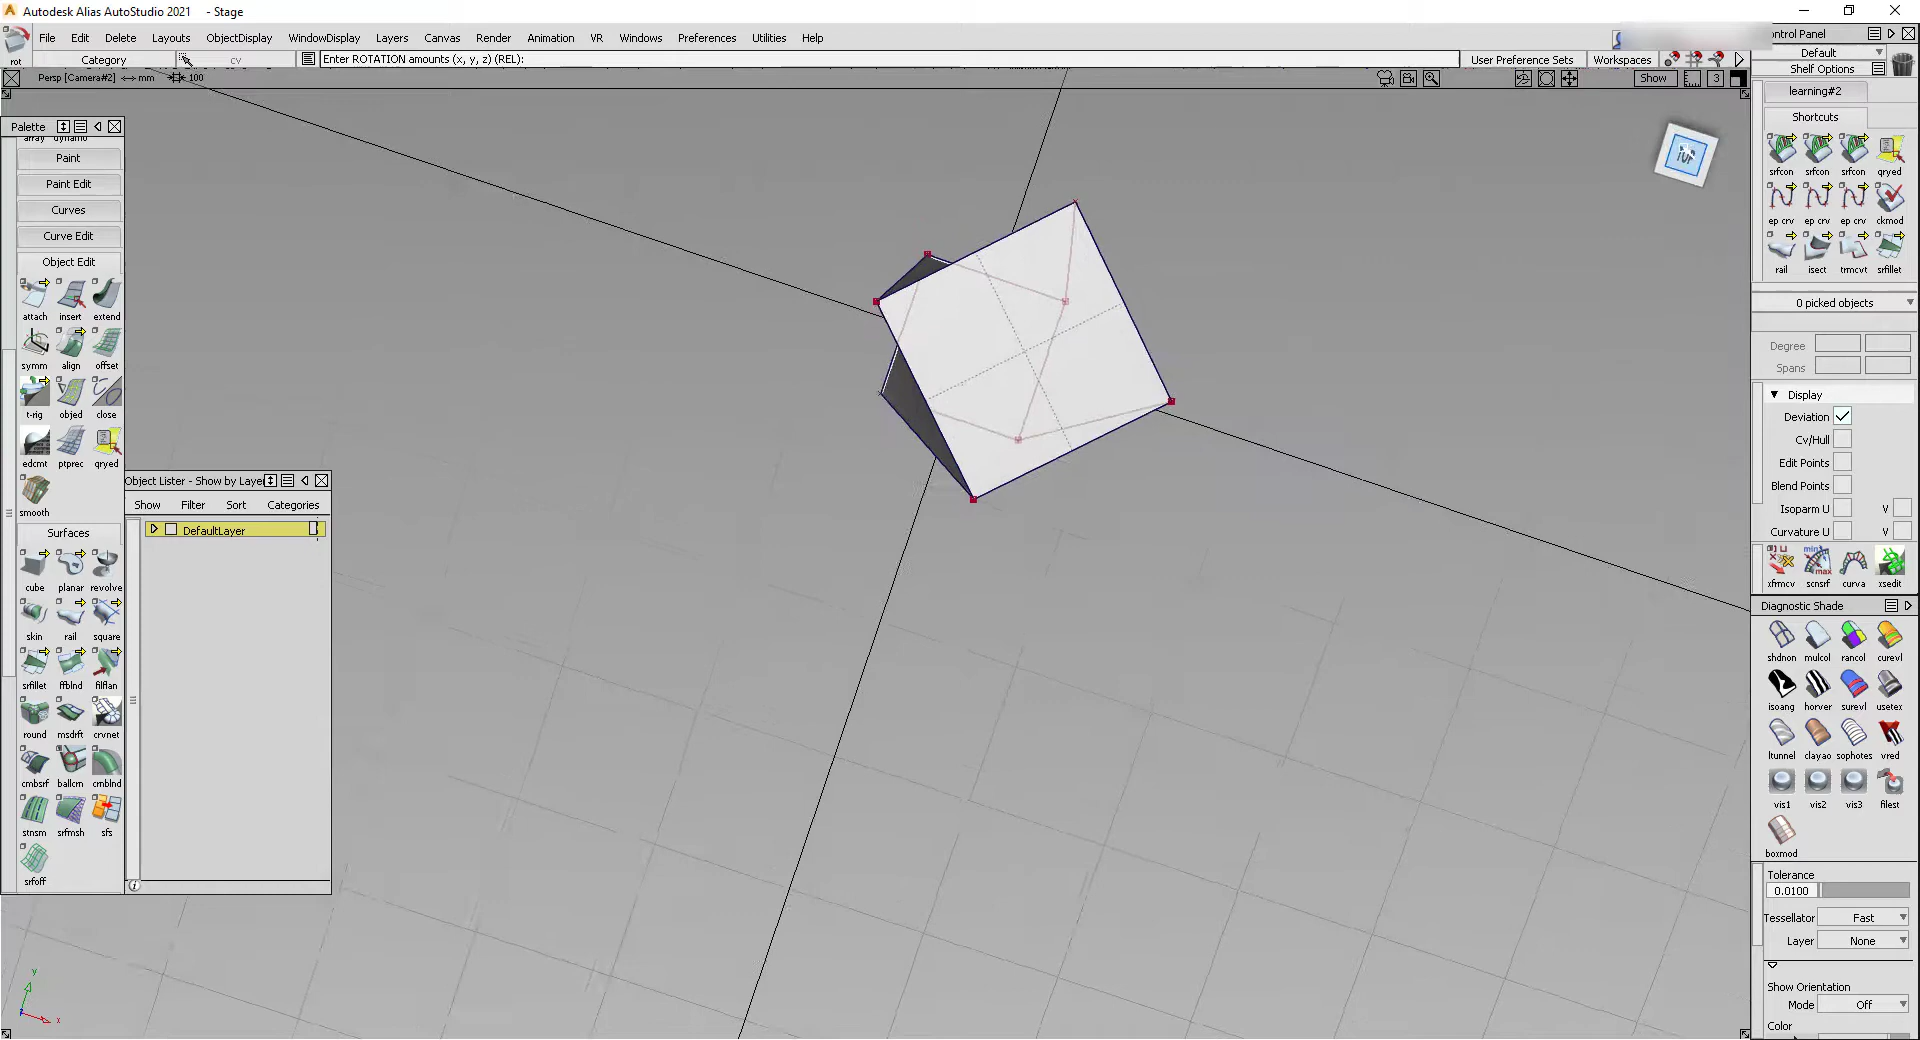 Autodesk Alias AutoStudio 2021 - Stage
File Edit Delete Layouts ObjectDisplay WindowDisplay Layers Canvas Render Animation VR Windows Preferences Utilities Help
rot
Category
cv
Enter ROTATION amounts (x, y, z) (REL):
User Preference Sets
Workspaces
Persp [Camera#2] mm 100
Show
3
Palette
array dynamo
Paint
Paint Edit
Curves
Curve Edit
Object Edit
attach insert extend
symm align offset
t-rig objed close
edcmt ptprec qryed
smooth
Surfaces
cube planar revolve
skin rail square
srfillet ffblnd filflan
round msdrft crvnet
cmbsrf ballcrn cmblnd
stnsm srfmsh sfs
srfoff
Object Lister - Show by Layer
Show Filter Sort Categories
DefaultLayer
TOP
y
x
ontrol Panel
Default
Shelf Options
learning#2
Shortcuts
srfcon srfcon srfcon qryed
ep crv ep crv ep crv ckmod
rail isect trmcvt srfillet
0 picked objects
Degree
Spans
Display
Deviation
Cv/Hull
Edit Points
Blend Points
Isoparm U V
Curvature U V
xfrmcv scnsrf curva xsedit
Diagnostic Shade
shdnon mulcol rancol curevl
isoang horver surevl usetex
ltunnel clayao sophotes vred
vis1 vis2 vis3 filest
boxmod
Tolerance
0.0100
Tessellator Fast
Layer None
Show Orientation
Mode Off
Color